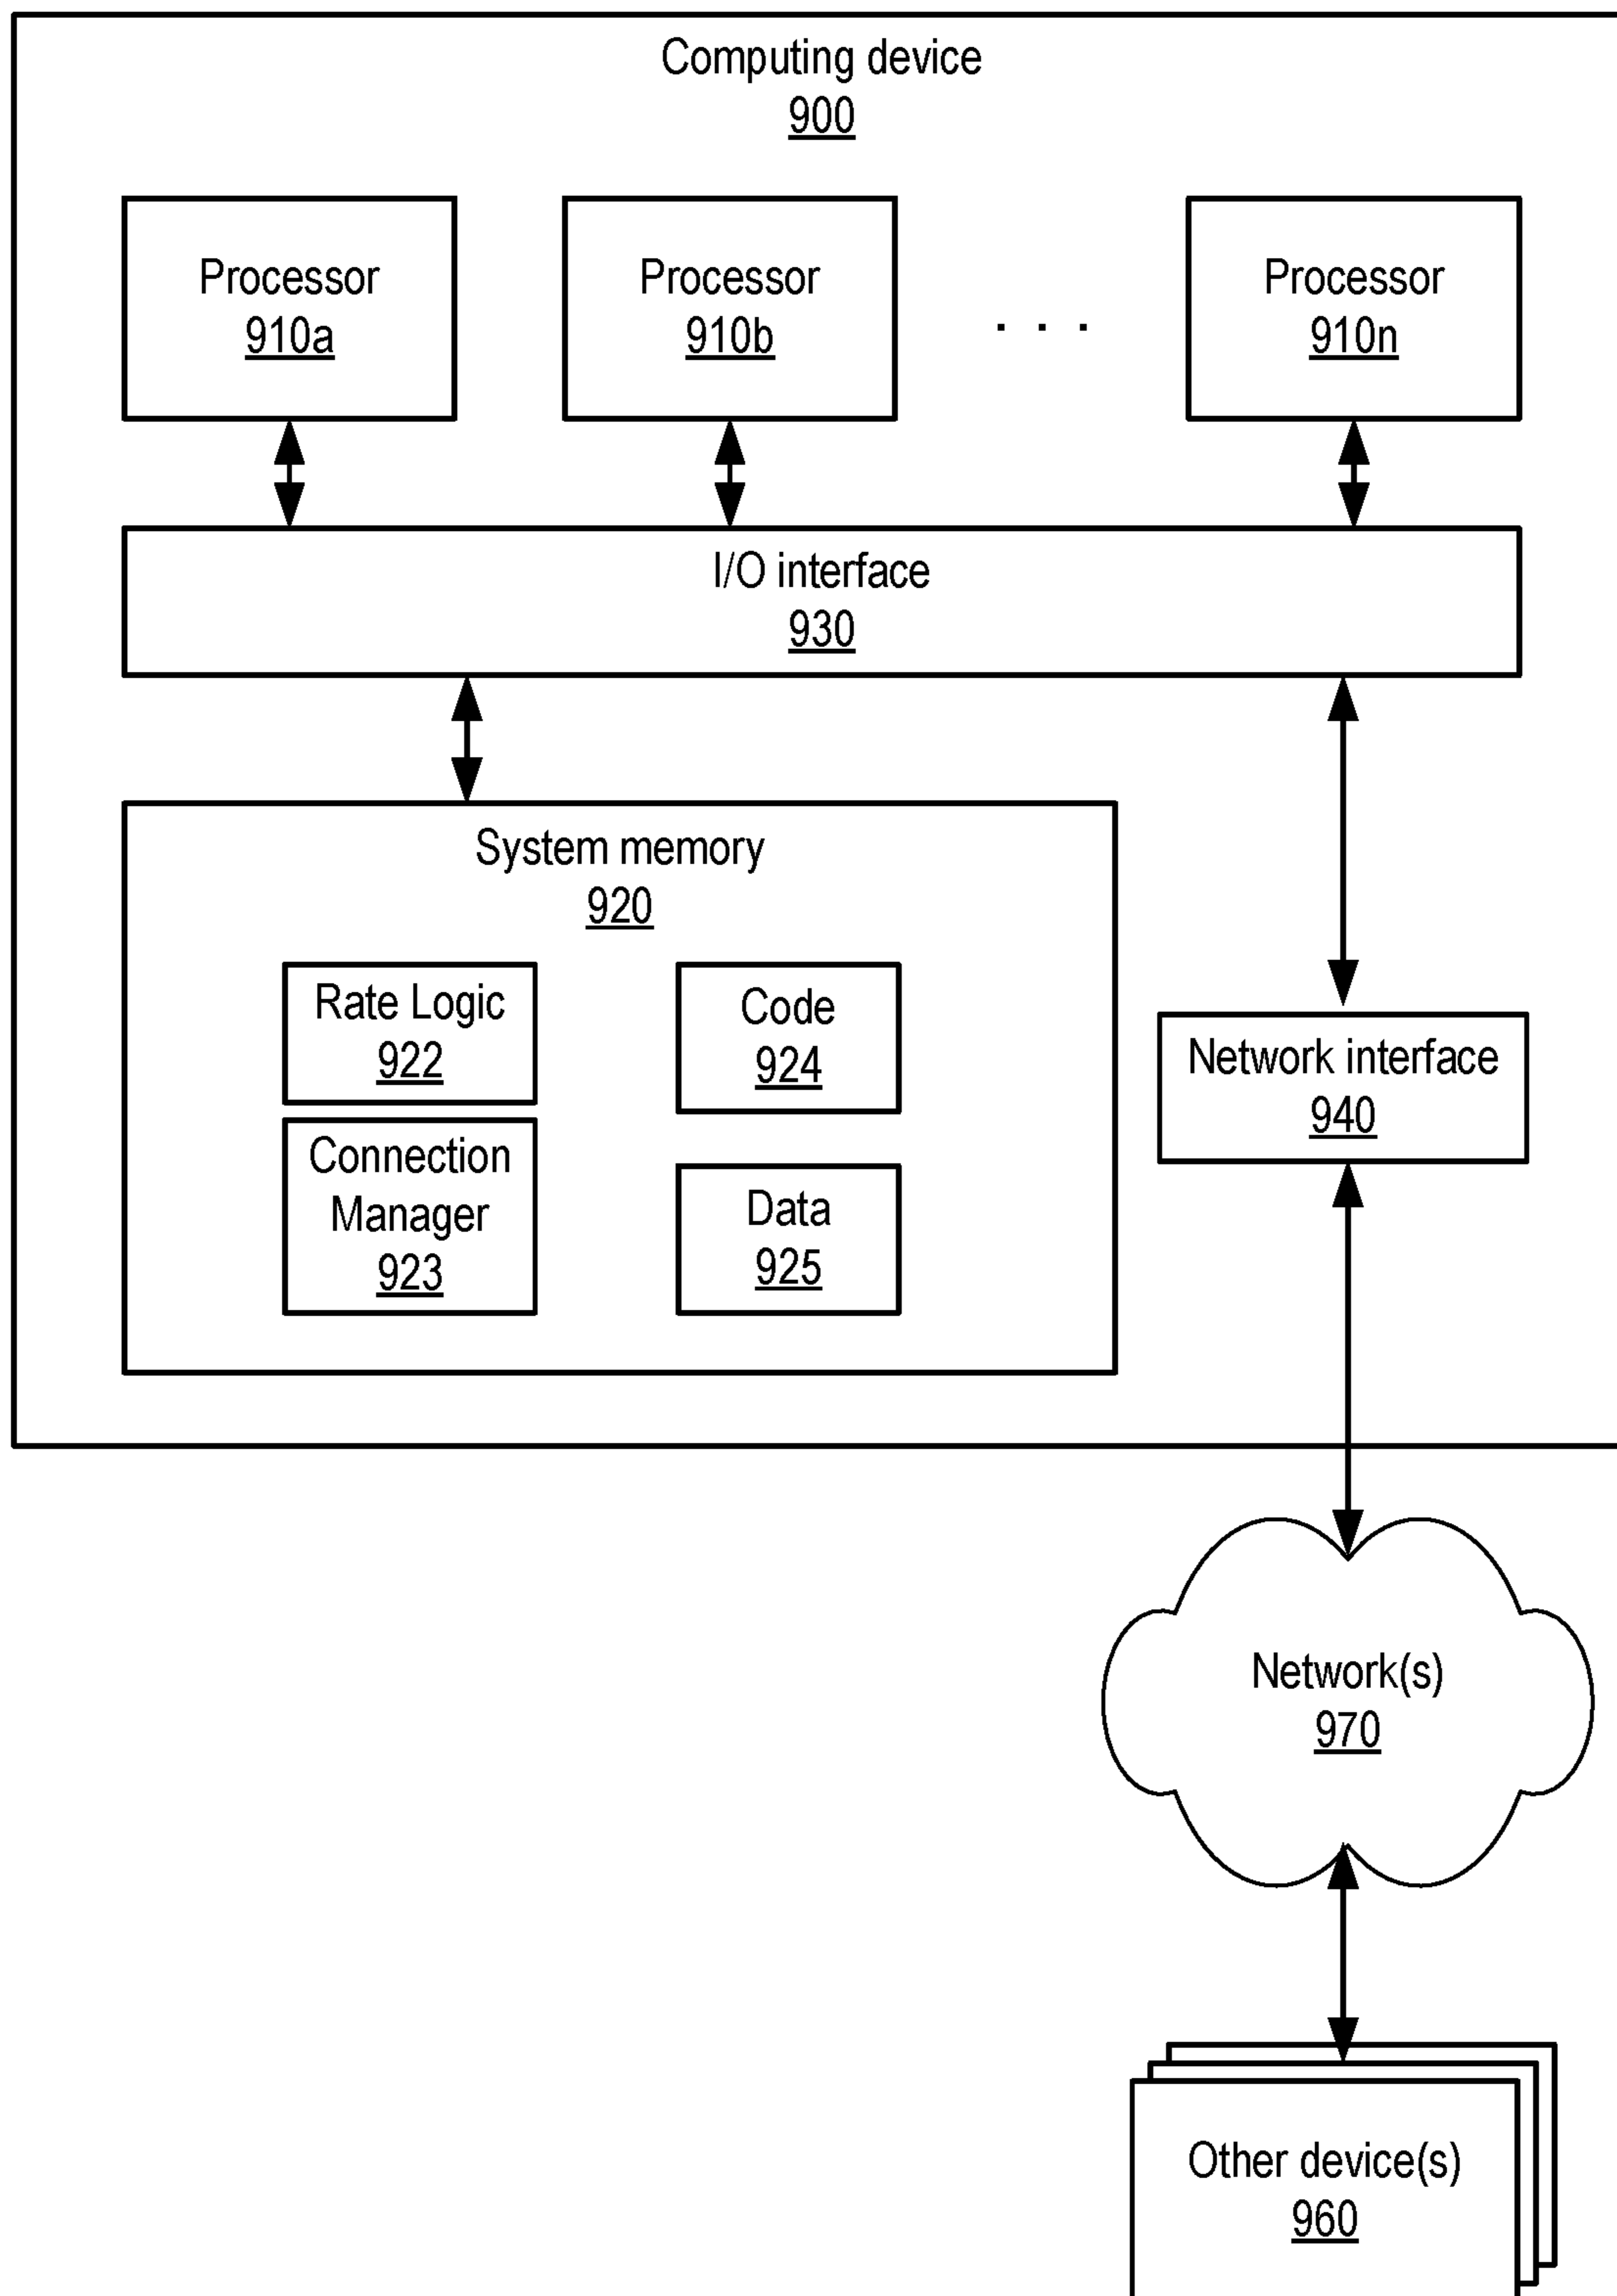 Computing device
900
Processor
910a
Processor
910b
. . .
Processor
910n
I/O interface
930
System memory
920
Rate Logic
922
Connection
Manager
923
Code
924
Data
925
Network interface
940
Network(s)
970
Other device(s)
960